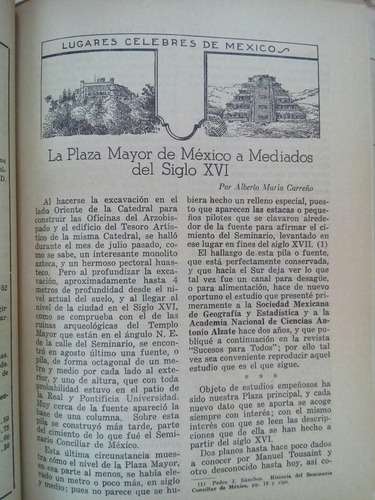 LUGARES CELEBRES DE MEXICO
La Plaza Mayor de México a Mediados
del Siglo XVI
Por Alberto María Carreño
Al hacerse la excavación en el
lado Oriente de la Catedral para
construir las Oficinas del Arzobis-
pado y el edificio del Tesoro Artís-
tico de la misma Catedral, se halló
durante el mes de julio pasado, como
se sabe, un interesante monolito
azteca, y un hermoso pectoral huas-
teco. Pero al profundizar la exca-
vación, aproximadamente hasta 4
metros de profundidad desde el ni-
vel actual del suelo, y al llegar al
nivel de la ciudad en el Siglo XVI,
como se comprueba con el de las
ruinas arqueológicas del Templo
Mayor que están en el ángulo N. E.
de la calle del Seminario, se encon-
tró en agosto último una fuente, o
pila, de forma octagonal de un me-
tro y medio por cada lado al exter-
ior, y uno de altura, que con toda
probabilidad estuvo en el patio de
la Real y Pontificia Universidad.
Muy cerca de la fuente apareció la
base de una columna. Sobre esta
pila se construyó más tarde, parte
del cimiento de lo que fué el Semi-
nario Conciliar de México.
Esta última circunstancia mues-
tra cómo el nivel de la Plaza Mayor,
en esa parte al menos, se había ele-
vado un metro o poco más, en siglo
y medio; pues no parece que se hu-
biera hecho un relleno especial, pues-
to que aparecen las estacas o peque-
ños pilotes que se clavaron alrede-
dor de la fuente para afirmar el ci-
miento del Seminario, levantado en
ese lugar en fines del siglo XVII. (1)
El hallazgo de esta pila o fuente,
que está perfectamente conservada,
y que hacia el Sur deja ver lo que
tal vez fue un canal para desagüe,
o para alimentación, hace de nuevo
oportuno el estudio que presenté pri-
meramente a la Sociedad Mexicana
de Geografía y Estadística y a la
Academia Nacional de Ciencias An-
tonio Alzate hace dos años, y que pu-
bliqué a continuación en la revista
"Sucesos para Todos"; por ello tal
vez sea conveniente reproducir aquel
estudio que es el que sigue.
* * *
Objeto de estudios empeñosos ha
sido nuestra Plaza principal, y cada
nuevo dato que se aporta se acoge
siempre con interés; con el mismo
interés con que se leen las descrip-
ciones que de ella se han hecho a
partir del siglo XVI.
Dos planos hasta hace poco dados
a conocer por Manuel Toussaint y
otro desconocido hasta hoy, así co-
(1) Pedro J. Sánchez. Historia del Seminario
Conciliar de México, pp. 19 y sigs.